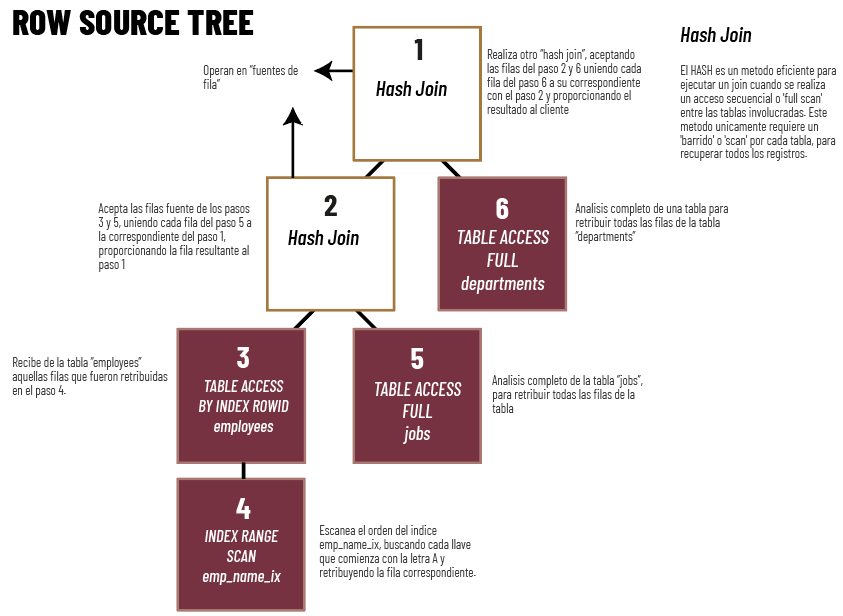 ROW SOURCE TREE
1
Hash Join
Operan en "fuentes de
fila"
Realiza otro "hash join", aceptando
las filas del paso 2 y 6 uniendo cada
fila del paso 6 a su correspondiente
con el paso 2 y proporcionando el
resultado al cliente
Hash Join
El HASH es un metodo eficiente para
ejecutar un join cuando se realiza
un acceso secuencial o 'full scan'
entre las tablas involucradas. Este
metodo unicamente requiere un
'barrido' o 'scan' por cada tabla, para
recuperar todos los registros.
Acepta las filas fuente de los pasos
3 y 5, uniendo cada fila del paso 5 a
la correspondiente del paso 1,
proporcionando la fila resultante al
paso 1
2
Hash Join
6
TABLE ACCESS
FULL
departments
Analisis completo de una tabla para
retribuir todas las filas de la tabla
"departments"
Recibe de la tabla "employees"
aquellas filas que fueron retribuidas
en el paso 4.
3
TABLE ACCESS
BY INDEX ROWID
employees
5
TABLE ACCESS
FULL
jobs
Analisis completo de la tabla "jobs",
para retribuir todas las filas de la
tabla
4
INDEX RANGE
SCAN
emp_name_ix
Escanea el orden del indice
emp_name_ix, buscando cada llave
que comienza con la letra A y
retribuyendo la fila correspondiente.